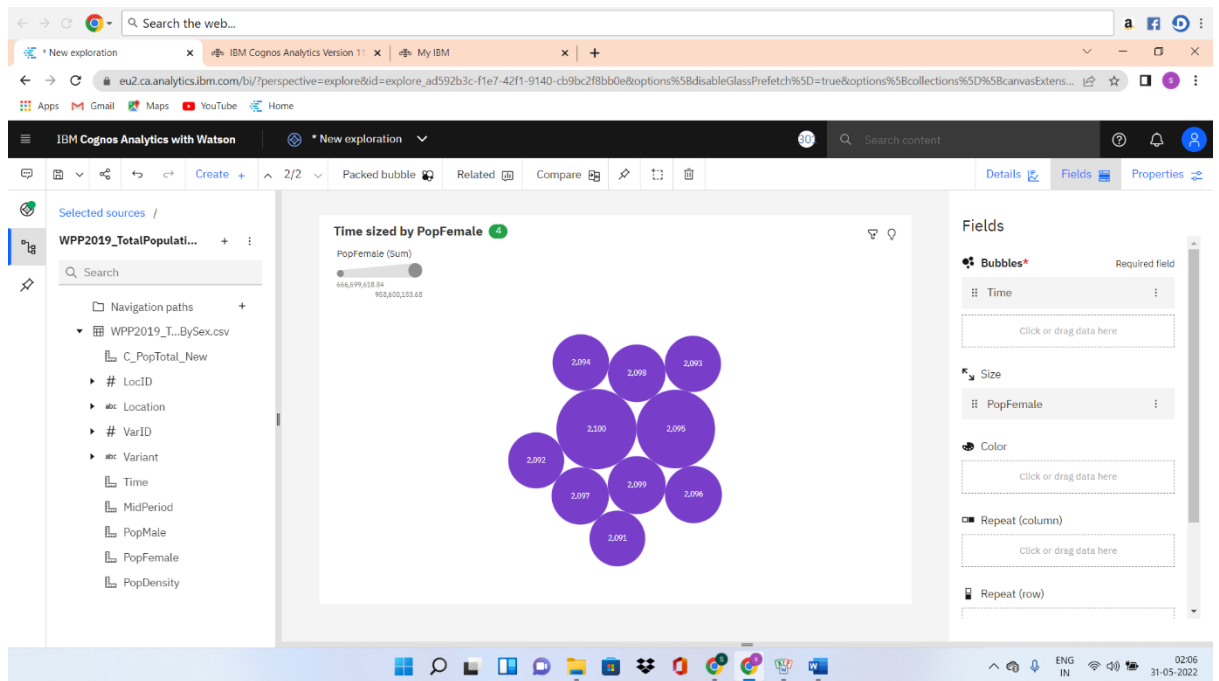 Search the web...
* New exploration
IBM Cognos Analytics Version 11
My IBM
eu2.ca.analytics.ibm.com/bi/?perspective=explore&id=explore_ad592b3c-f1e7-42f1-9140-cb9bc2f8bb0e&options%5BdisableGlassPrefetch%5D=true&options%5Bcollections%5D%5BcanvasExtens...
Apps Gmail Maps YouTube Home
IBM Cognos Analytics with Watson
* New exploration
Search content
Create + 2/2 Packed bubble Related Compare
Details Fields Properties
Selected sources /
WPP2019_TotalPopulati...
Search
Navigation paths
WPP2019_T...BySex.csv
C_PopTotal_New
# LocID
abc Location
# VarID
abc Variant
Time
MidPeriod
PopMale
PopFemale
PopDensity
Time sized by PopFemale 4
PopFemale (Sum)
666,699,618.84
958,600,153.68
2,094
2,098
2,093
2,100
2,095
2,092
2,097
2,099
2,096
2,091
Fields
Bubbles* Required field
Time
Click or drag data here
Size
PopFemale
Color
Click or drag data here
Repeat (column)
Click or drag data here
Repeat (row)
ENG
IN
02:06
31-05-2022